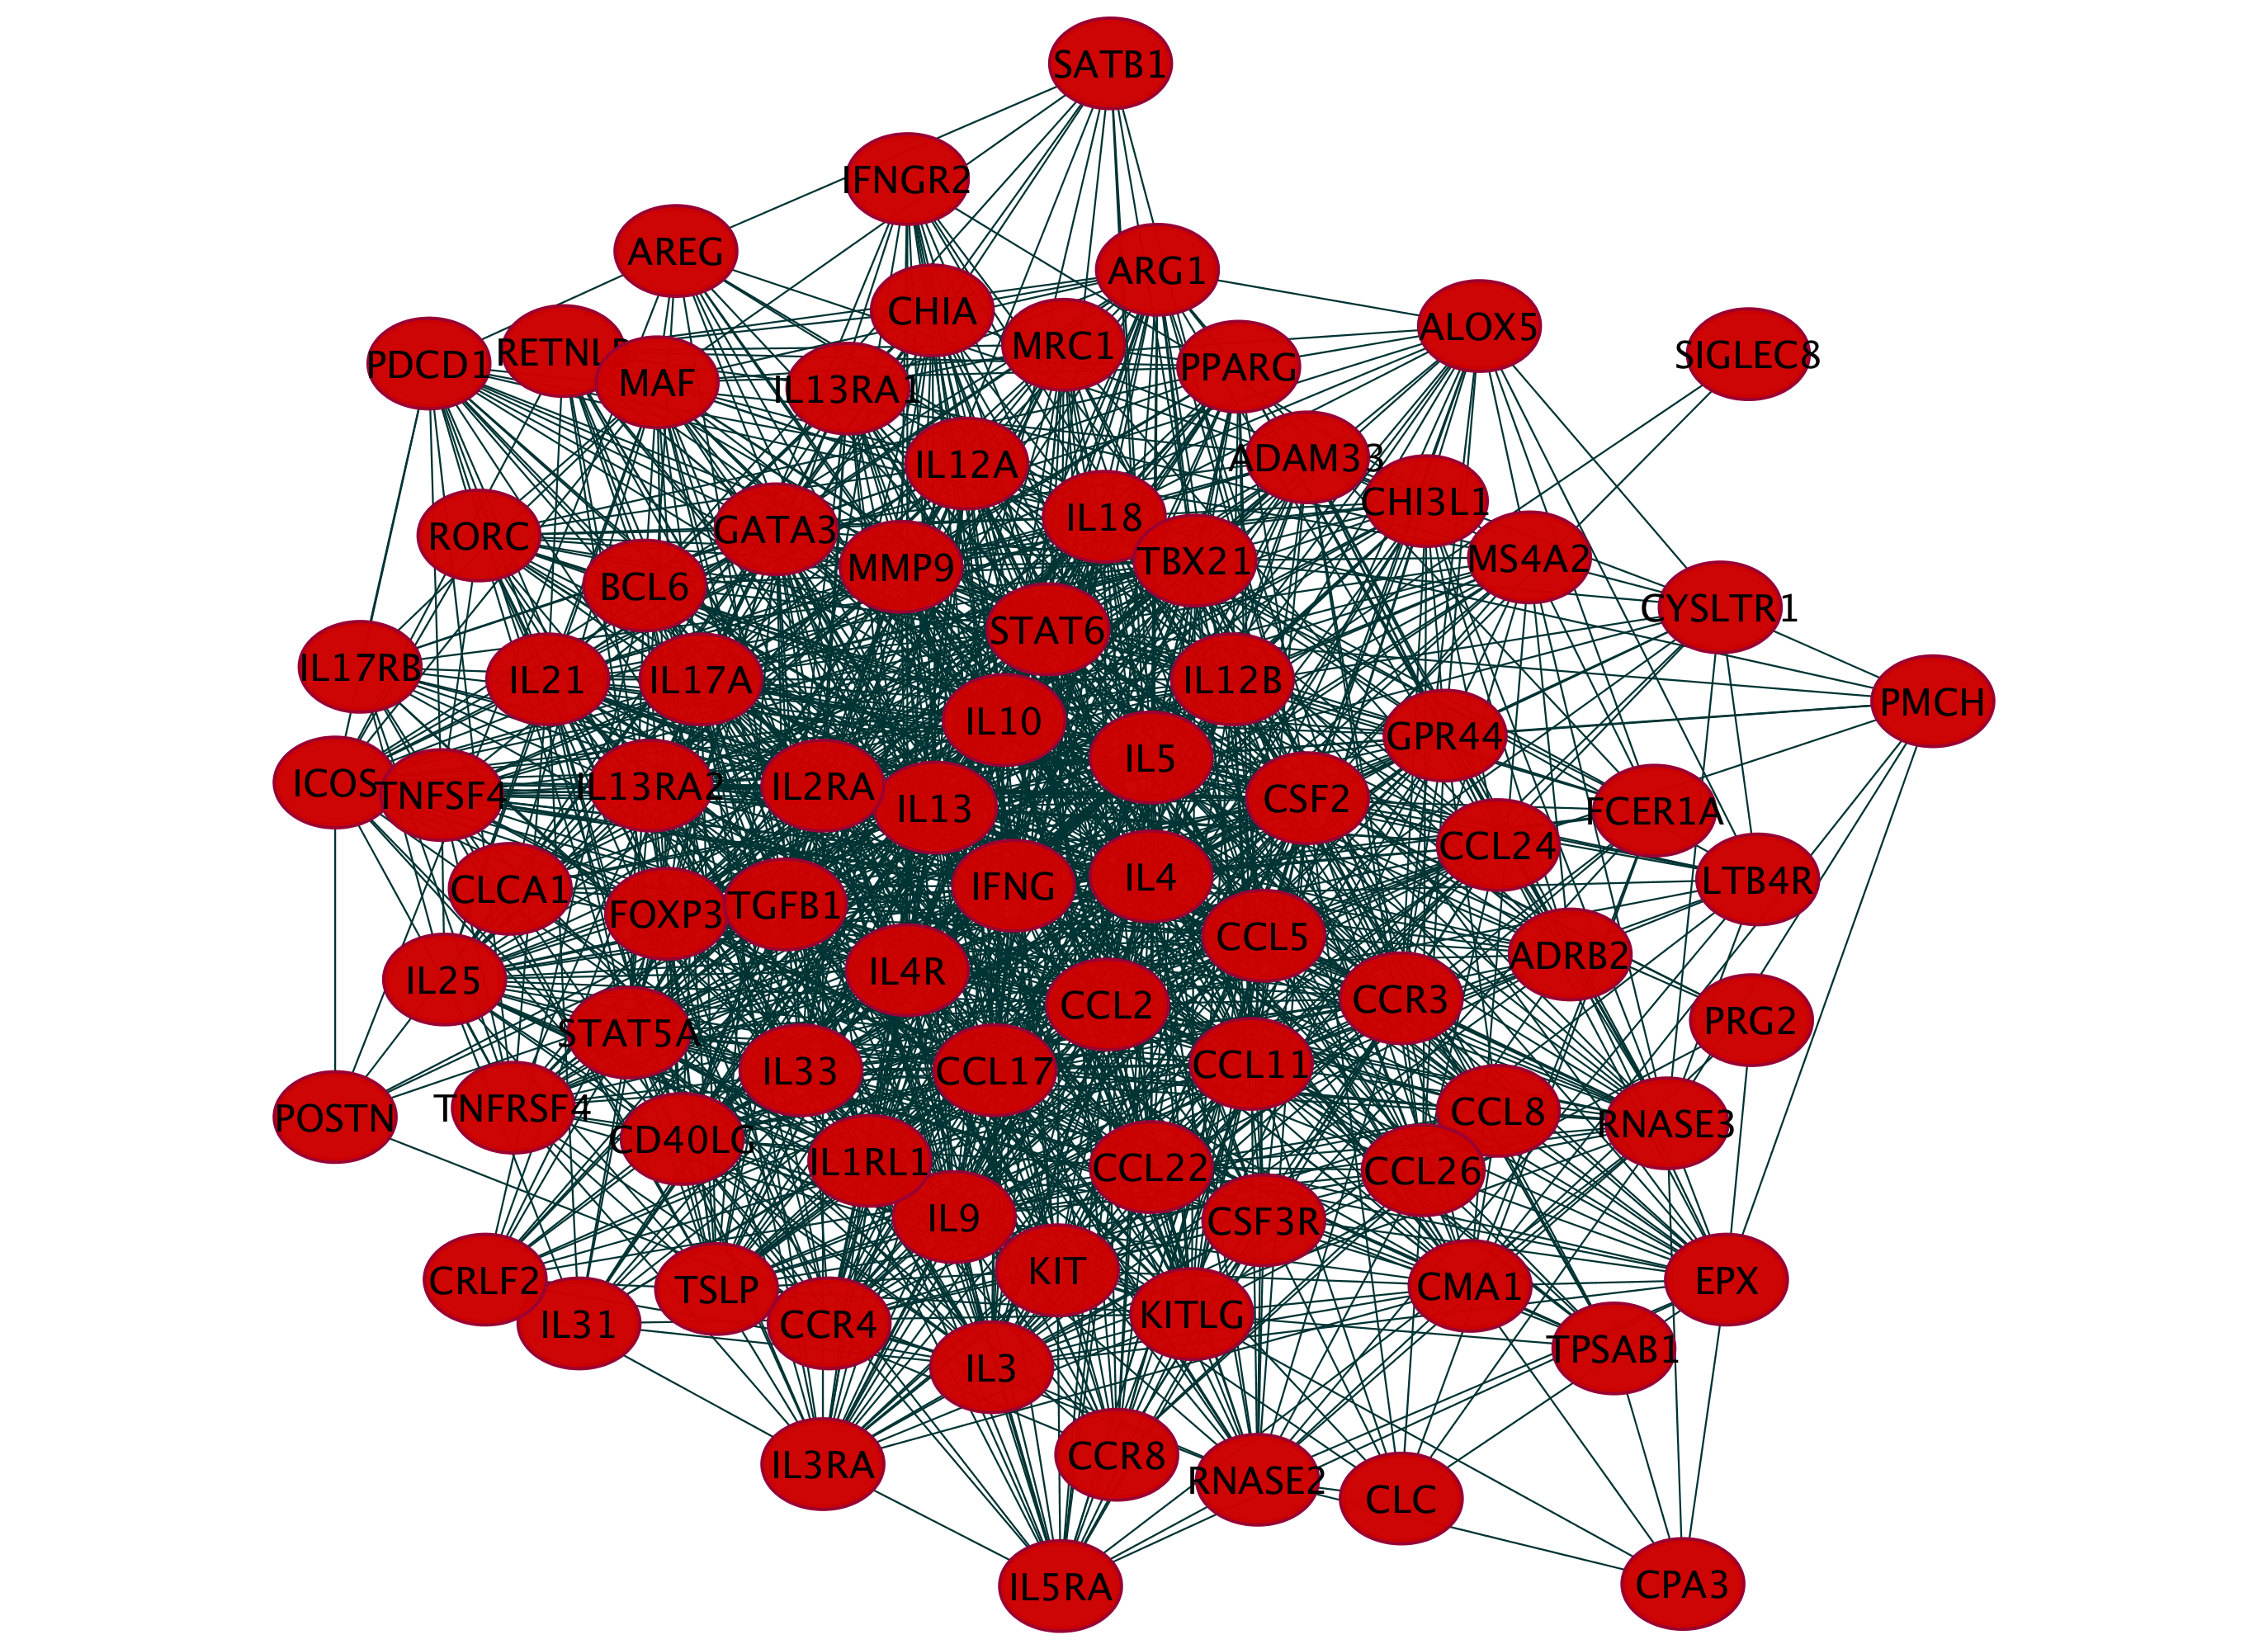 SATB1
IFNGR2
AREG
ARG1
CHIA
ALOX5
MRC1
SIGLEC8
PDCD1
RETNL
MAF
IL13RA1
PPARG
IL12A
ADAM33
CHI3L1
IL18
GATA3
RORC
MMP9
TBX21
MS4A2
BCL6
CYSLTR1
STAT6
IL17RB
IL21
IL17A
IL12B
PMCH
IL10
GPR44
IL5
ICOS
TNFSF4
IL13RA2
IL2RA
IL13
CSF2
FCER1A
CCL24
IL4
LTB4R
CLCA1
IFNG
FOXP3
TGFB1
CCL5
ADRB2
IL25
IL4R
CCR3
CCL2
PRG2
STAT5A
IL33
CCL17
CCL11
POSTN
TNFRSF4
CCL8
RNASE3
CD40LG
IL1RL1
CCL22
CCL26
IL9
CSF3R
CRLF2
KIT
TSLP
CMA1
EPX
IL31
CCR4
KITLG
TPSAB1
IL3
IL3RA
CCR8
RNASE2
CLC
IL5RA
CPA3